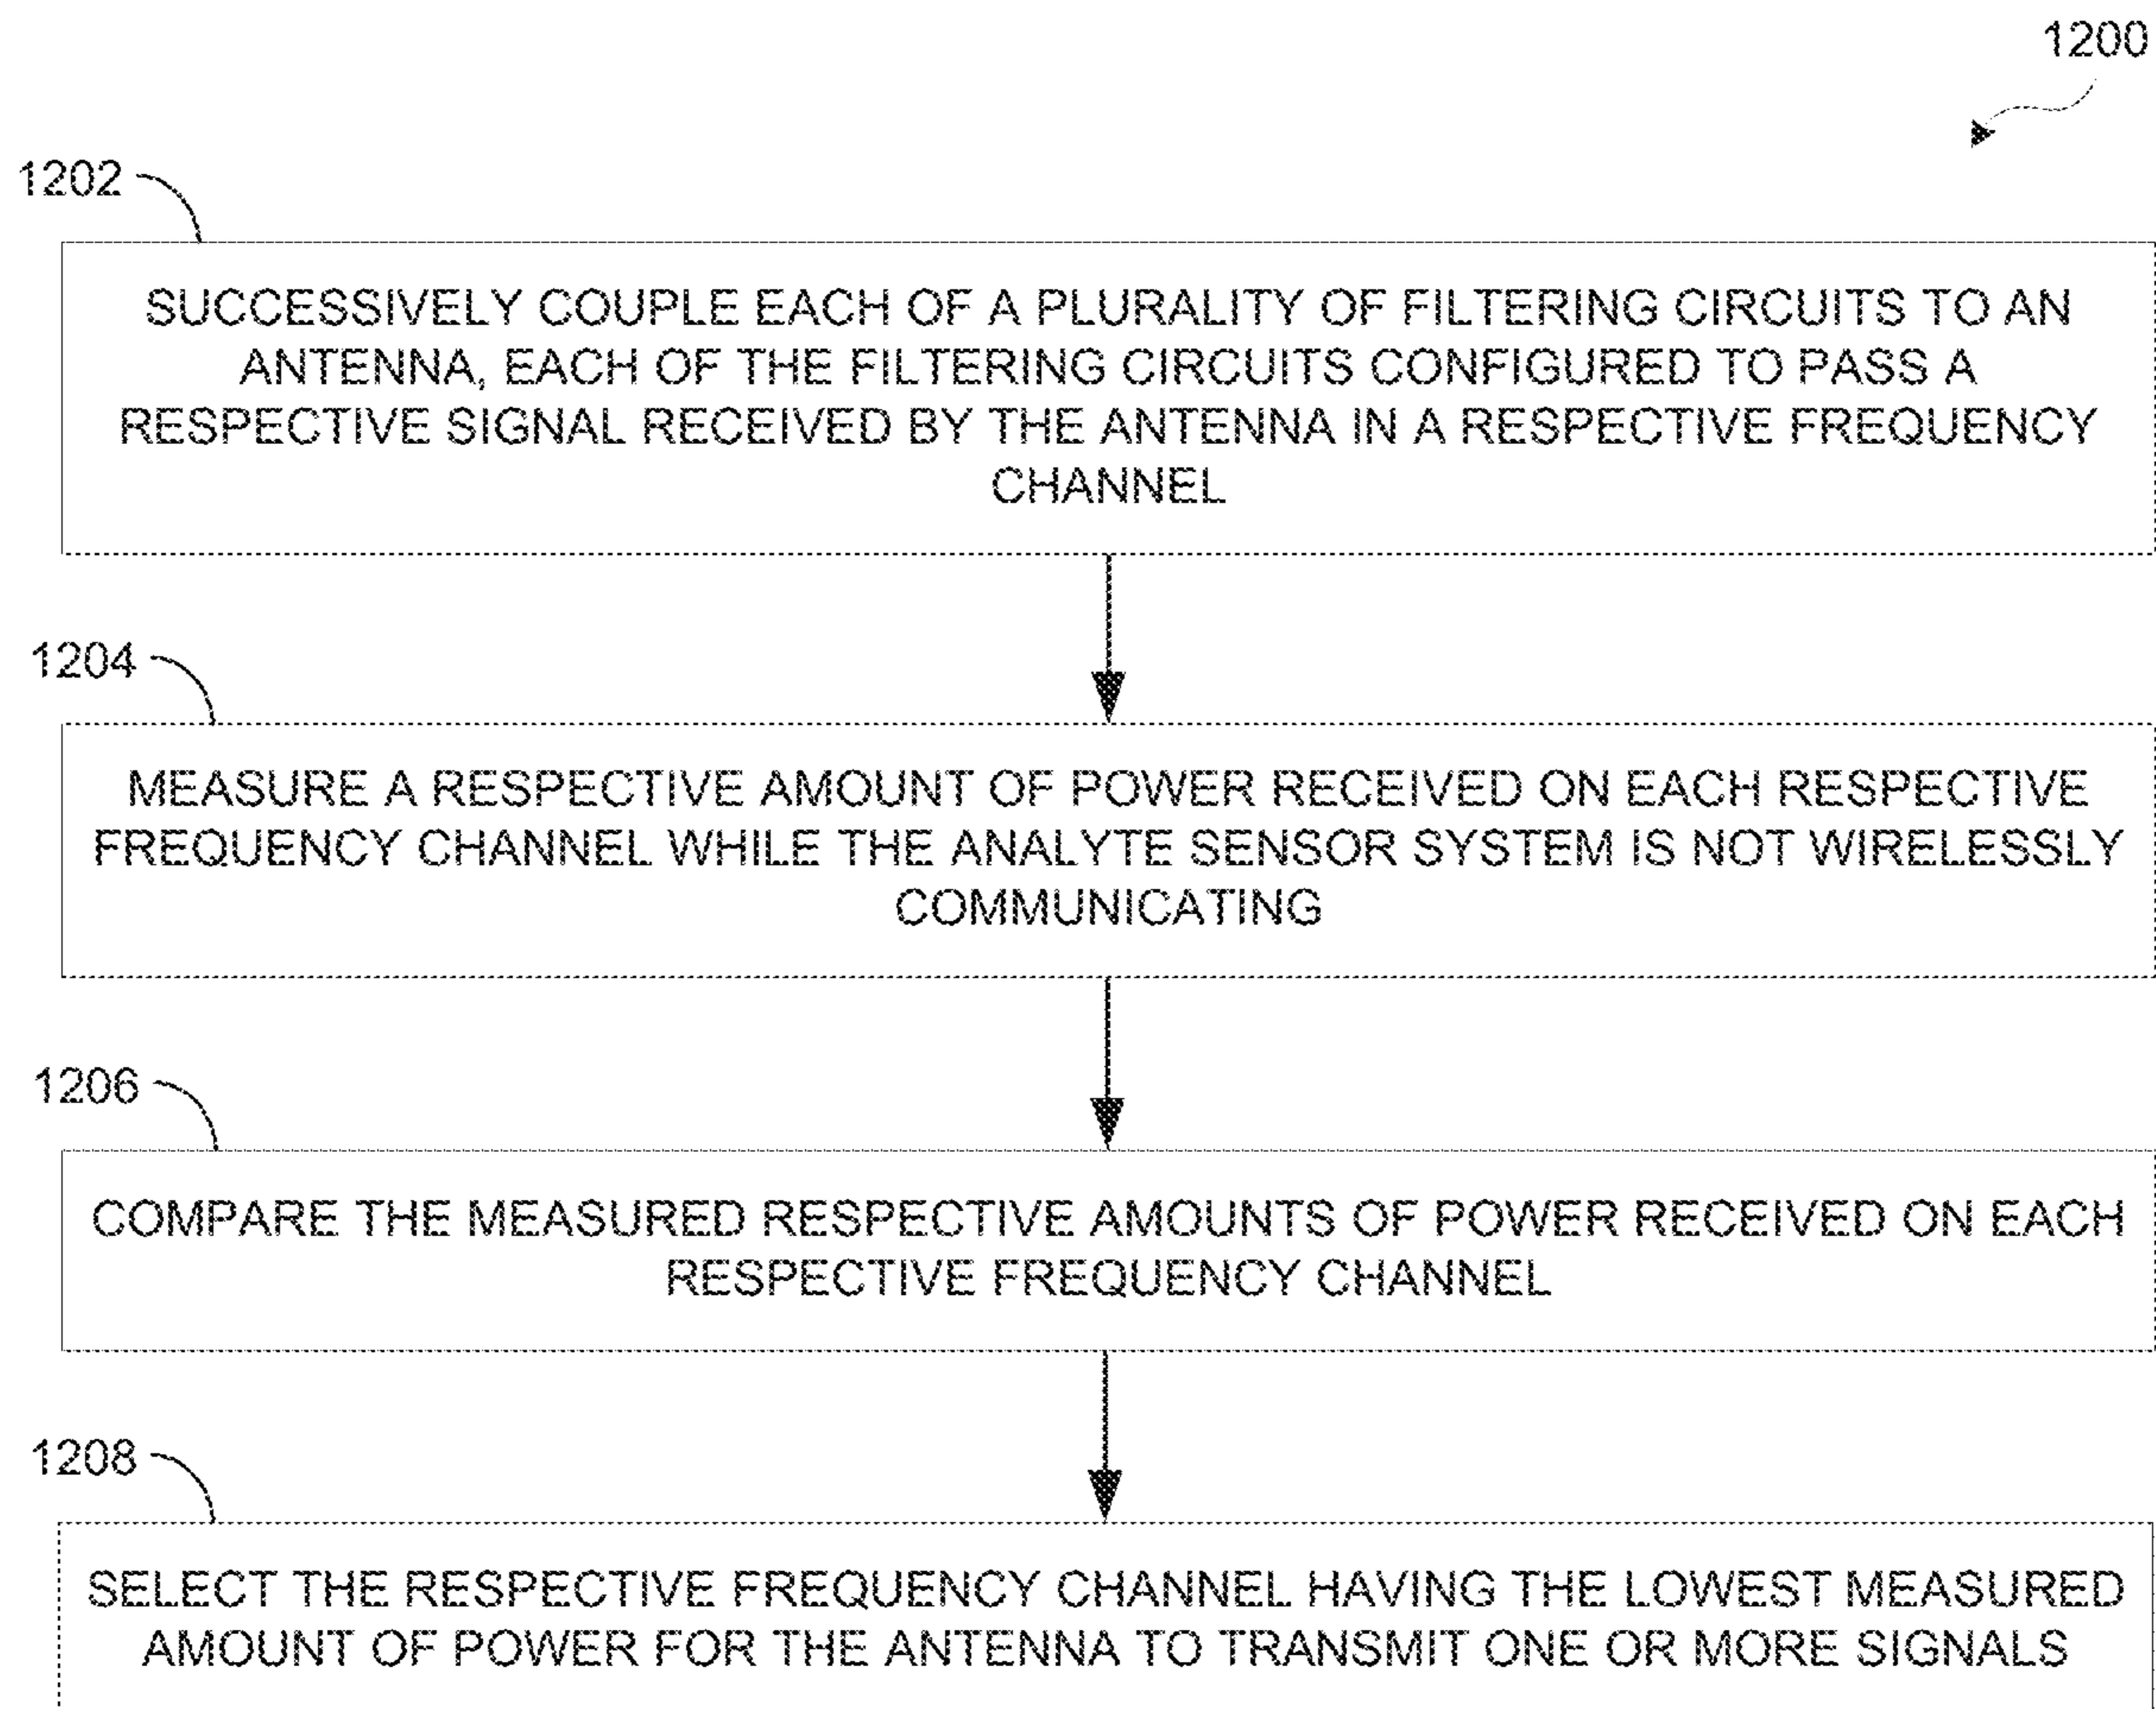 1200
1202
SUCCESSIVELY COUPLE EACH OF A PLURALITY OF FILTERING CIRCUITS TO AN
ANTENNA, EACH OF THE FILTERING CIRCUITS CONFIGURED TO PASS A
RESPECTIVE SIGNAL RECEIVED BY THE ANTENNA IN A RESPECTIVE FREQUENCY
CHANNEL
1204
MEASURE A RESPECTIVE AMOUNT OF POWER RECEIVED ON EACH RESPECTIVE
FREQUENCY CHANNEL WHILE THE ANALYTE SENSOR SYSTEM IS NOT WIRELESSLY
COMMUNICATING
1206
COMPARE THE MEASURED RESPECTIVE AMOUNTS OF POWER RECEIVED ON EACH
RESPECTIVE FREQUENCY CHANNEL
1208
SELECT THE RESPECTIVE FREQUENCY CHANNEL HAVING THE LOWEST MEASURED
AMOUNT OF POWER FOR THE ANTENNA TO TRANSMIT ONE OR MORE SIGNALS